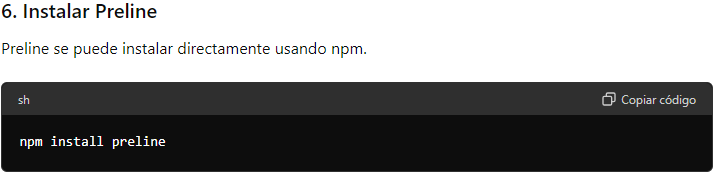 6. Instalar Preline
Preline se puede instalar directamente usando npm.
sh
Copiar código
npm install preline